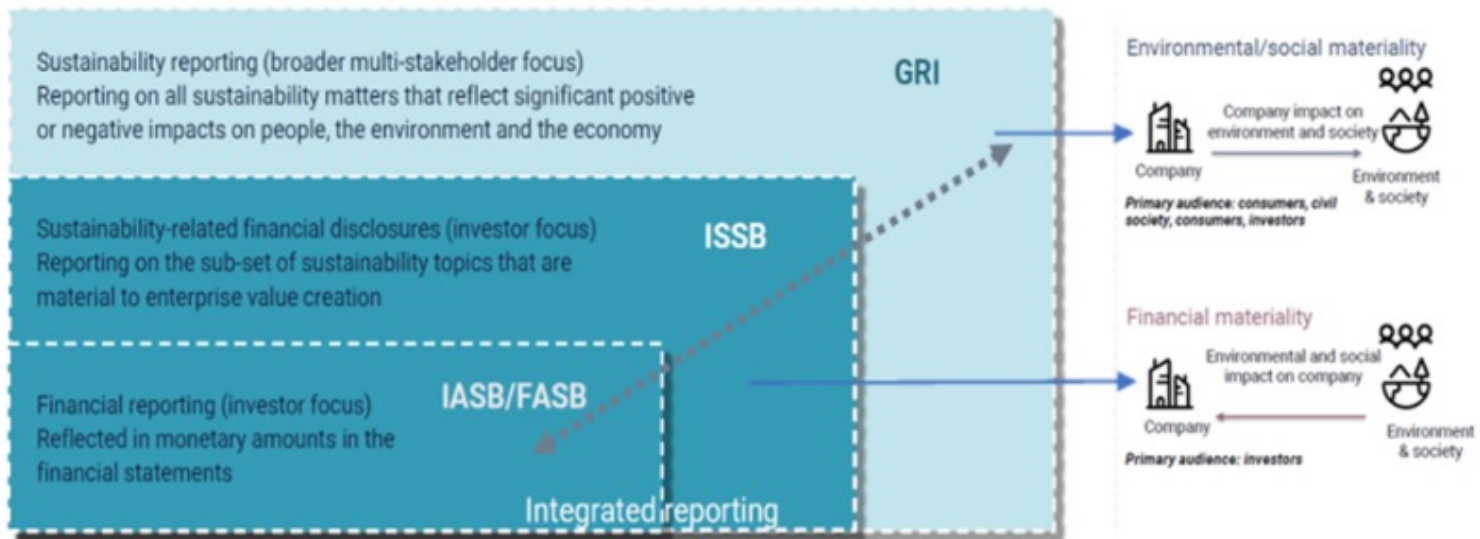 Sustainability reporting (broader multi-stakeholder focus)
Reporting on all sustainability matters that reflect significant positive
or negative impacts on people, the environment and the economy
GRI
Sustainability-related financial disclosures (investor focus)
Reporting on the sub-set of sustainability topics that are
material to enterprise value creation
ISSB
Financial reporting (investor focus)
Reflected in monetary amounts in the
financial statements
IASB/FASB
Integrated reporting
Environmental/social materiality
Company impact on
environment and society
Company
Environment
& society
Primary audience: consumers, civil
society, consumers, investors
Financial materiality
Environmental and social
impact on company
Company
Environment
& society
Primary audience: investors